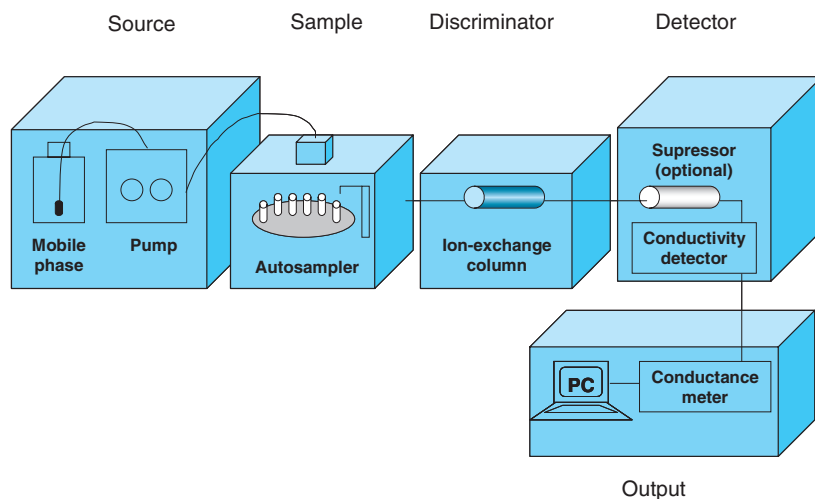 Source
Sample
Discriminator
Detector
Mobile
phase
Pump
Autosampler
Ion-exchange
column
Supressor
(optional)
Conductivity
detector
PC
Conductance
meter
Output